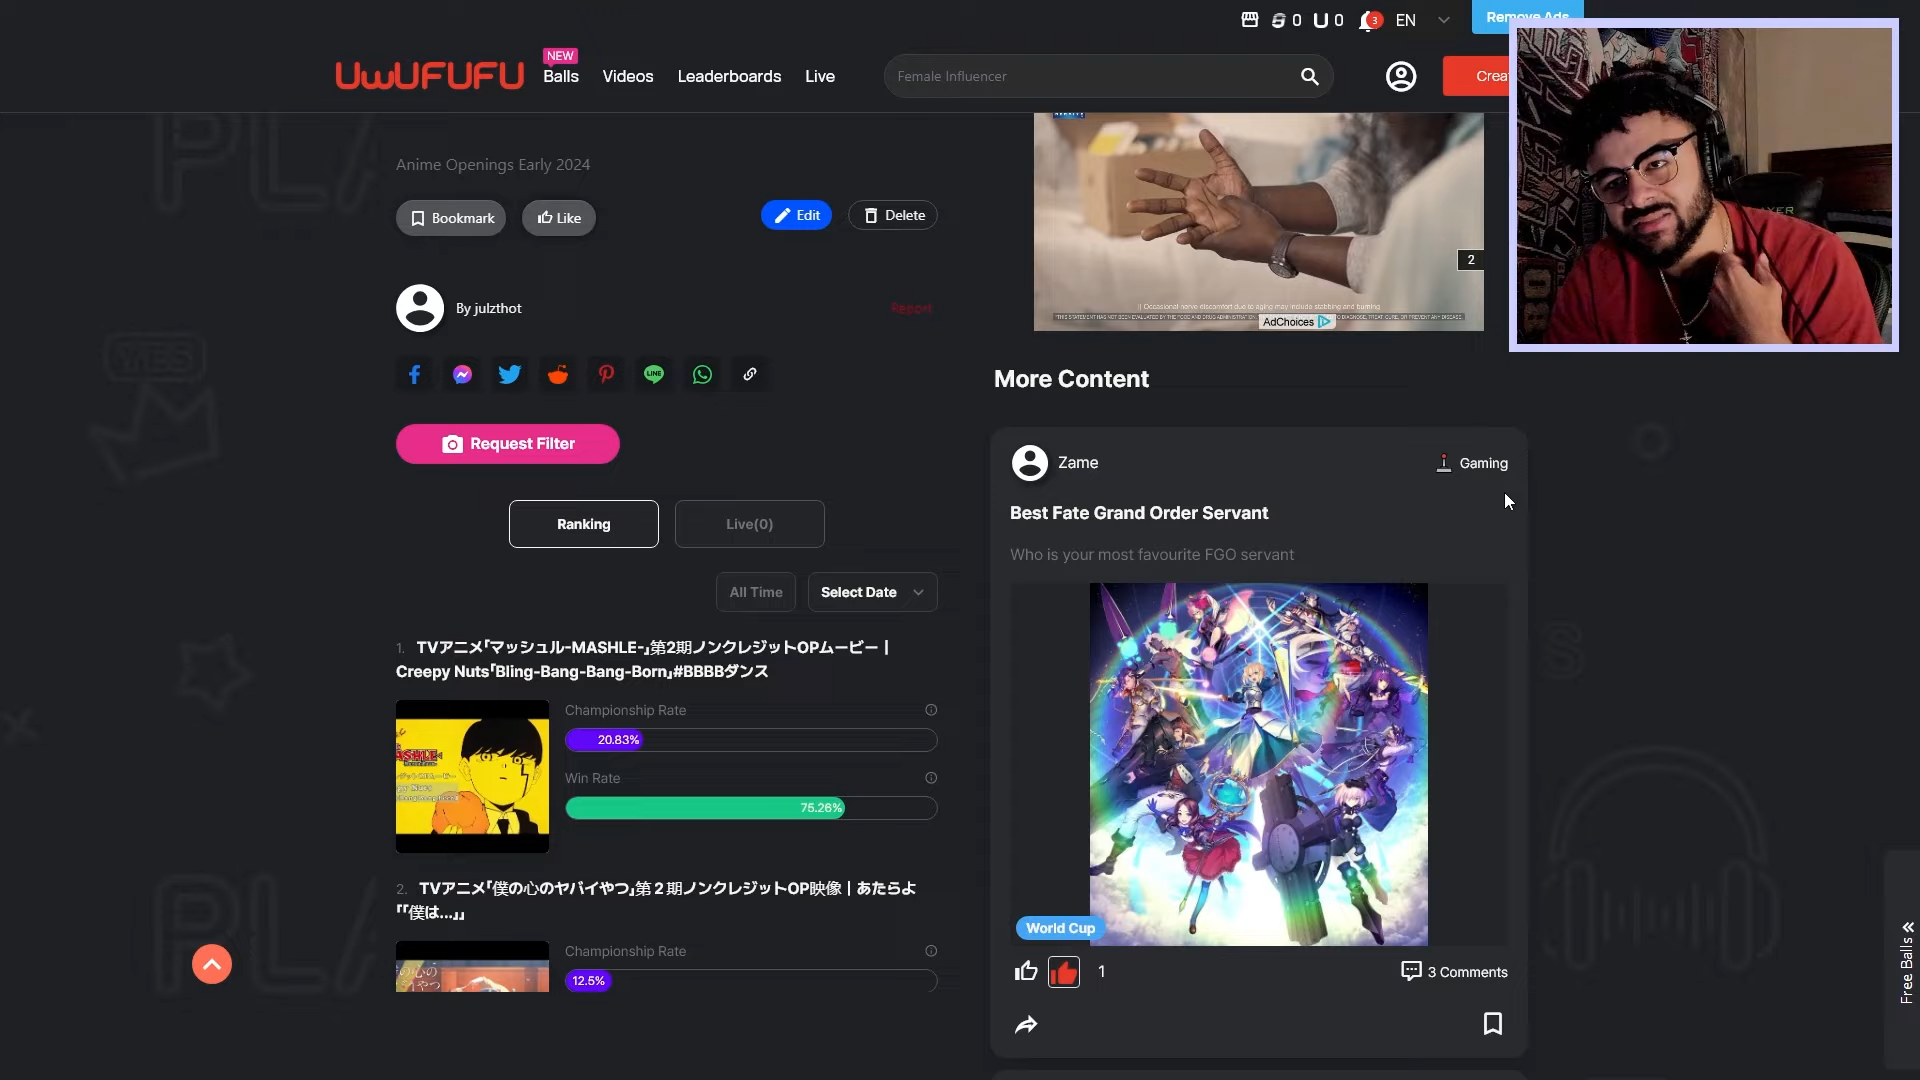 0 0 3 EN
Remove Ads
UwUFUFU
NEW
Balls Videos Leaderboards Live
Female Influencer
Crea
Anime Openings Early 2024
Bookmark Like
Edit Delete
2
AdChoices
By julzthot
Report
LINE
Request Filter
More Content
Zame
Gaming
Ranking Live(0)
Best Fate Grand Order Servant
Who is your most favourite FGO servant
All Time Select Date
1. TVアニメ「マッシュル-MASHLE-」第2期ノンクレジットOPムービー |
Creepy Nuts「Bling-Bang-Bang-Born」#BBBBダンス
Championship Rate
20.83%
Win Rate
75.26%
2. TVアニメ「僕の心のヤバイやつ」第２期ノンクレジットOP映像 | あたらよ
「「僕は...」」
Championship Rate
12.5%
World Cup
1
3 Comments
Free Balls